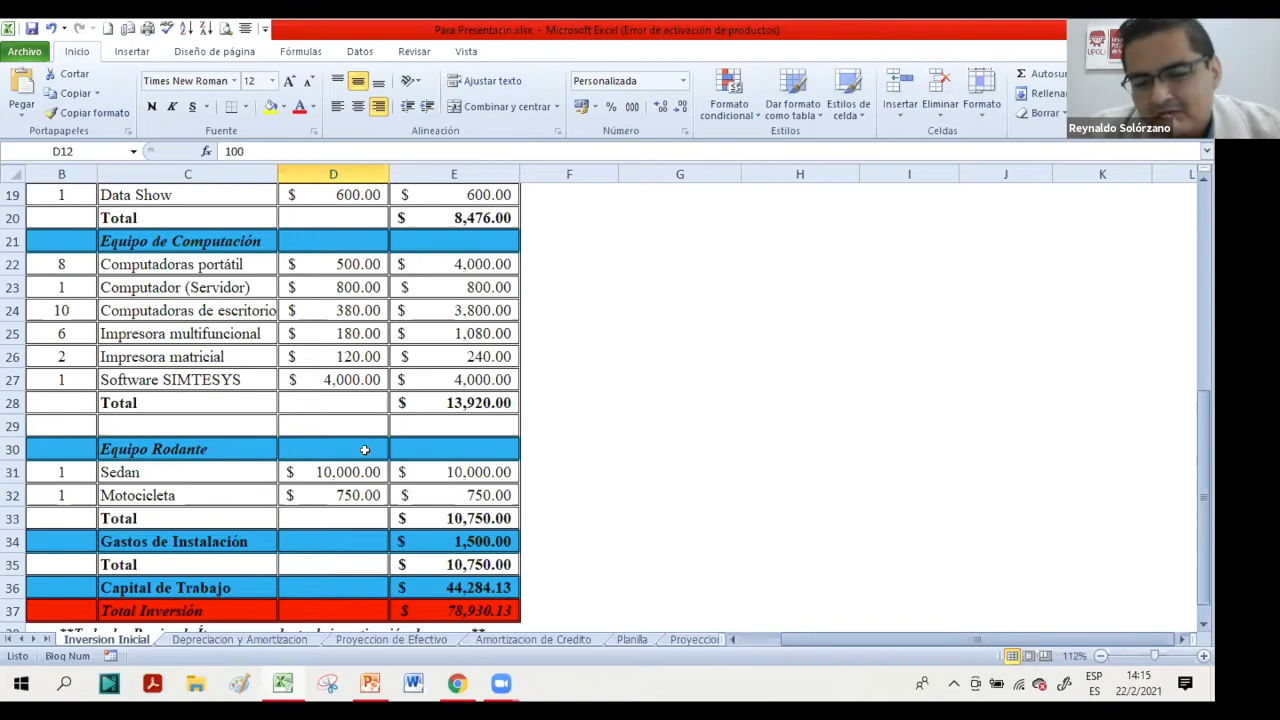 Para Presentacin.xlsx - Microsoft Excel (Error de activación de productos)
Archivo Inicio Insertar Diseño de página Fórmulas Datos Revisar Vista
Pegar
Cortar
Copiar
Copiar formato
Portapapeles
Times New Roman 12
N K S
Fuente
Ajustar texto
Combinar y centrar
Alineación
Personalizada
% 000
Número
Formato condicional
Dar formato como tabla
Estilos de celda
Estilos
Insertar Eliminar Formato
Celdas
Autosu
Rellena
Borrar
UPOLI
Reynaldo Solórzano
D12 fx 100
B C D E F G H I J K L
19 1 Data Show $ 600.00 $ 600.00
20 Total $ 8,476.00
21 Equipo de Computación
22 8 Computadoras portátil $ 500.00 $ 4,000.00
23 1 Computador (Servidor) $ 800.00 $ 800.00
24 10 Computadoras de escritorio $ 380.00 $ 3,800.00
25 6 Impresora multifuncional $ 180.00 $ 1,080.00
26 2 Impresora matricial $ 120.00 $ 240.00
27 1 Software SIMTESYS $ 4,000.00 $ 4,000.00
28 Total $ 13,920.00
29
30 Equipo Rodante
31 1 Sedan $ 10,000.00 $ 10,000.00
32 1 Motocicleta $ 750.00 $ 750.00
33 Total $ 10,750.00
34 Gastos de Instalación $ 1,500.00
35 Total $ 10,750.00
36 Capital de Trabajo $ 44,284.13
37 Total Inversión $ 78,930.13
Inversion Inicial Depreciacion y Amortizacion Proyeccion de Efectivo Amortizacion de Credito Planilla Proyeccion
Listo Bloq Num 112%
ESP
ES
14:15
22/2/2021